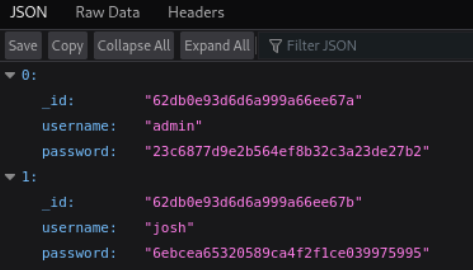 JSON Raw Data Headers
Save Copy Collapse All Expand All Filter JSON
0:
_id: "62db0e93d6d6a999a66ee67a"
username: "admin"
password: "23c6877d9e2b564ef8b32c3a23de27b2"
1:
_id: "62db0e93d6d6a999a66ee67b"
username: "josh"
password: "6ebcea65320589ca4f2f1ce039975995"